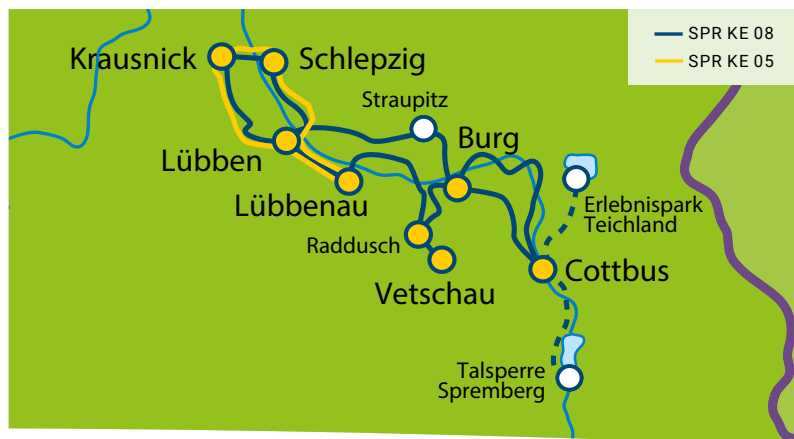 SPR KE 08
SPR KE 05
Krausnick
Schlepzig
Straupitz
Burg
Lübben
Lübbenau
Erlebnispark
Teichland
Raddusch
Cottbus
Vetschau
Talsperre
Spremberg